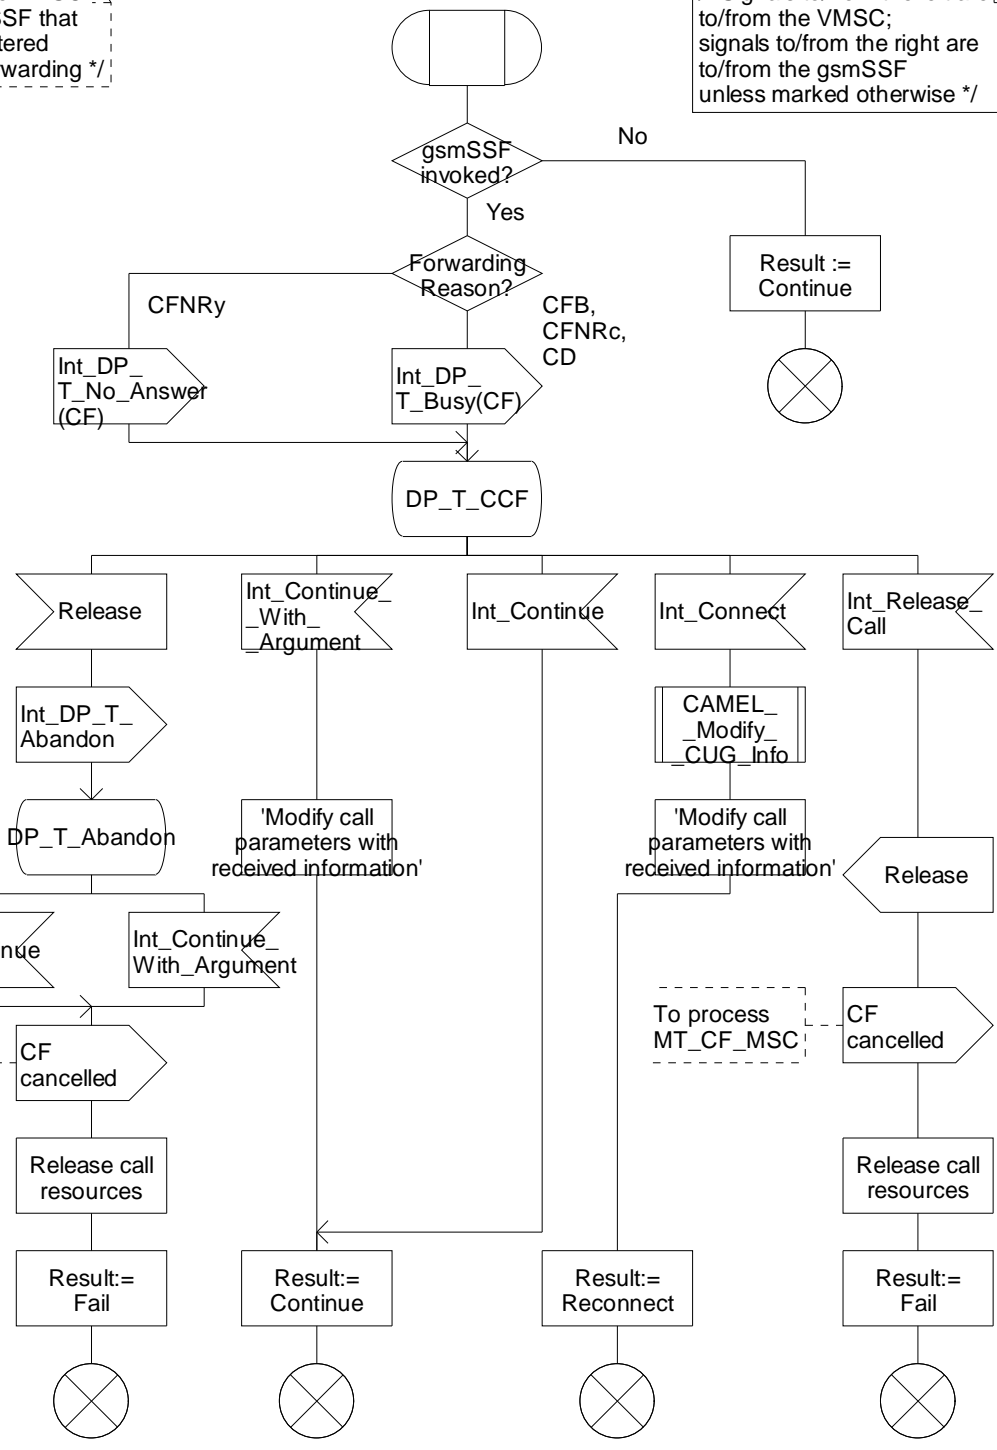 SSF that
warding */
to/from the VMSC;
signals to/from the right are
to/from the gsmSSF
unless marked otherwise */
gsmSSF
invoked?
No
Yes
Result :=
Continue
Forwarding
Reason?
CFNRy
CFB,
CFNRc,
CD
Int_DP_
T_No_Answer
(CF)
Int_DP_
T_Busy(CF)
DP_T_CCF
Release
Int_Continue_
_With_
_Argument
Int_Continue
Int_Connect
Int_Release_
Call
Int_DP_T_
Abandon
CAMEL_
_Modify_
_CUG_Info
DP_T_Abandon
'Modify call
parameters with
received information'
'Modify call
parameters with
received information'
Release
nue
Int_Continue_
With_Argument
To process
MT_CF_MSC
CF
cancelled
CF
cancelled
Release call
resources
Release call
resources
Result:=
Fail
Result:=
Continue
Result:=
Reconnect
Result:=
Fail